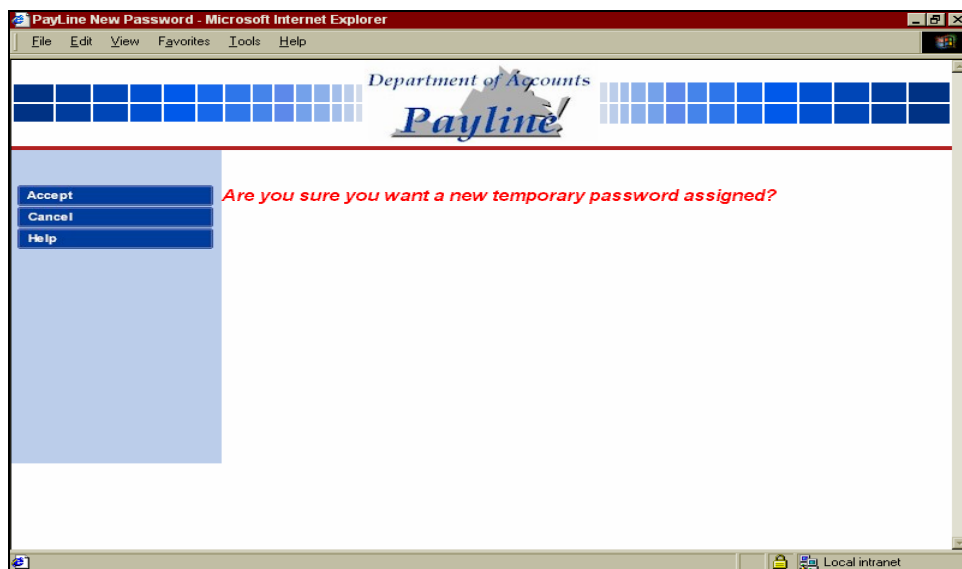 PayLine New Password - Microsoft Internet Explorer
File Edit View Favorites Tools Help
Department of Accounts
Payline
Accept
Cancel
Help
Are you sure you want a new temporary password assigned?
Local intranet